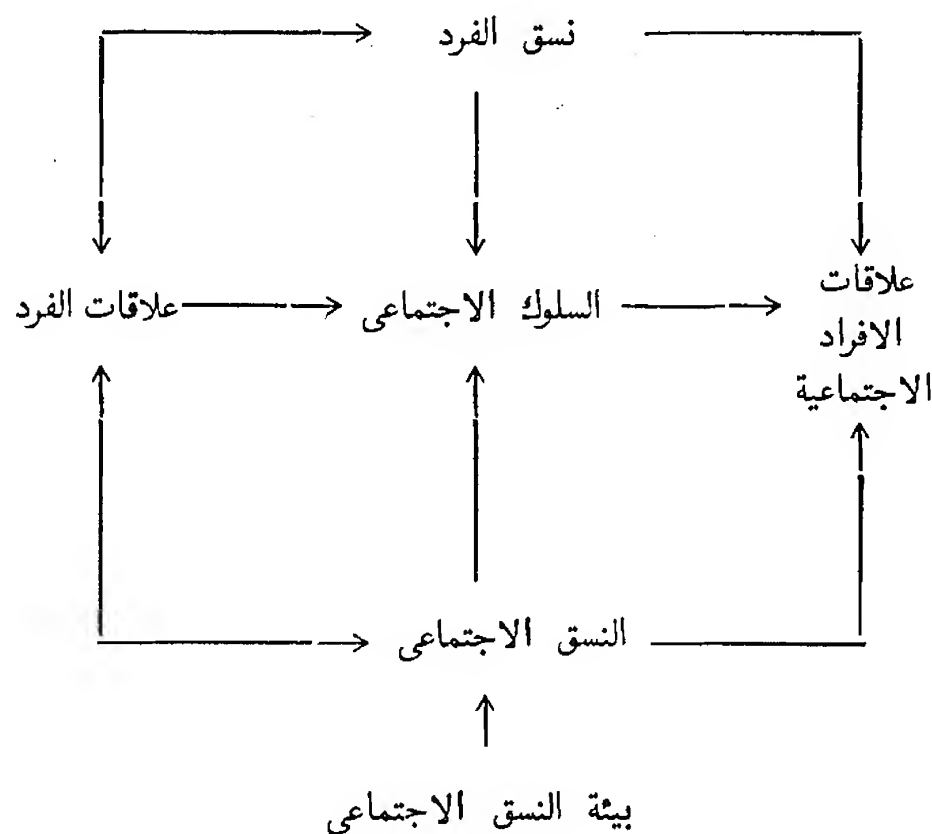 نسق الفرد
علاقات
الافراد
الاجتماعية
السلوك الاجتماعى
علاقات الفرد
النسق الاجتماعى
بيئة النسق الاجتماعى